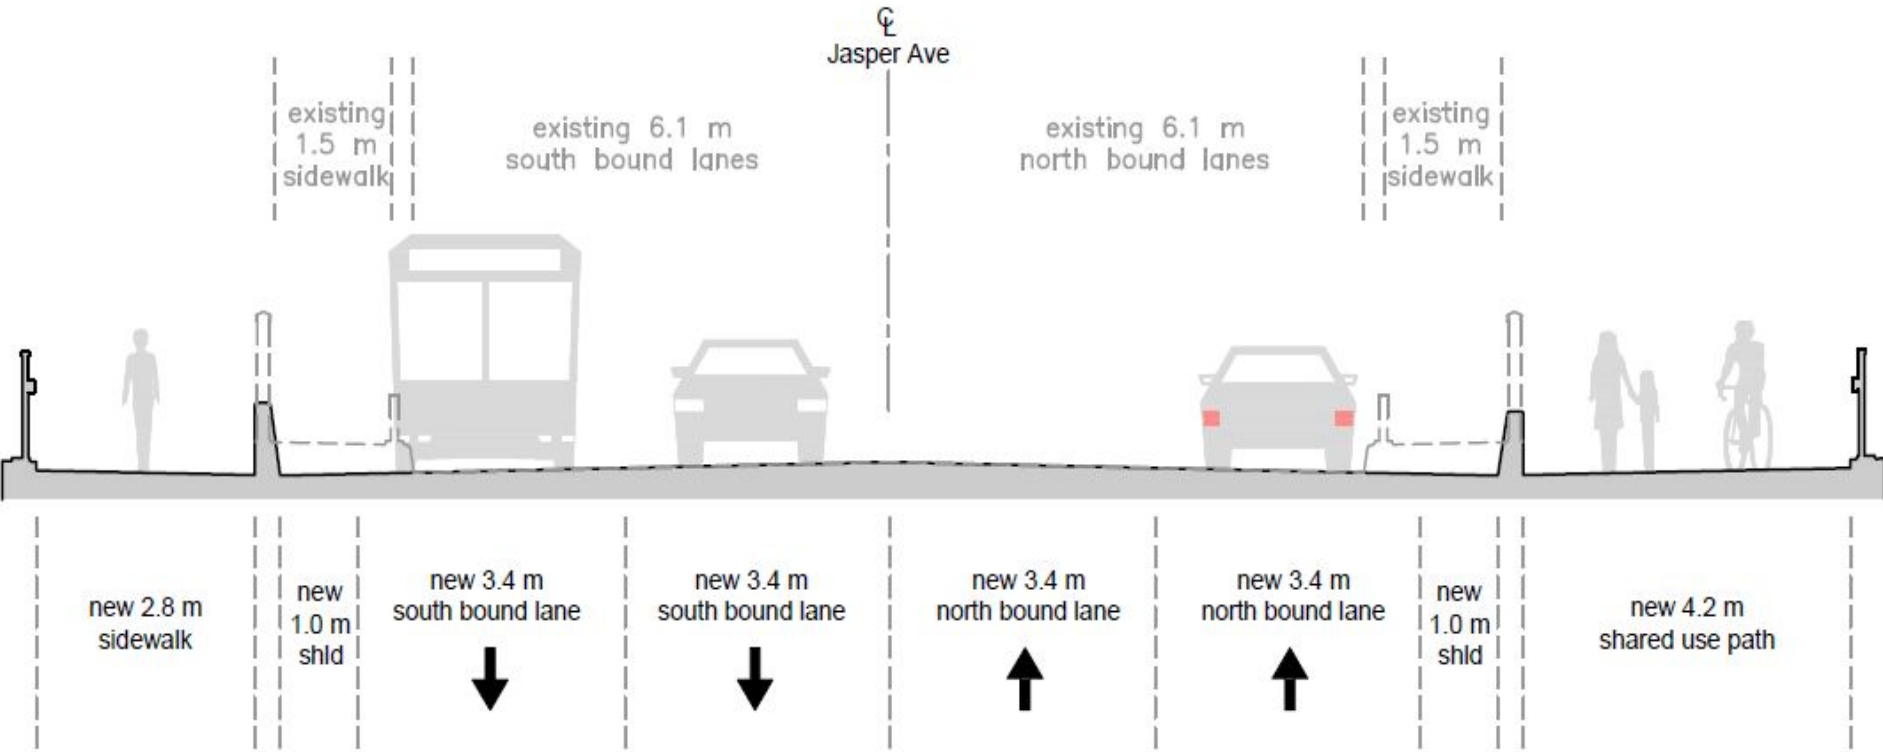 ℄
Jasper Ave
existing
1.5 m
sidewalk
existing 6.1 m
south bound lanes
existing 6.1 m
north bound lanes
existing
1.5 m
sidewalk
new 2.8 m
sidewalk
new
1.0 m
shld
new 3.4 m
south bound lane
new 3.4 m
south bound lane
new 3.4 m
north bound lane
new 3.4 m
north bound lane
new
1.0 m
shld
new 4.2 m
shared use path